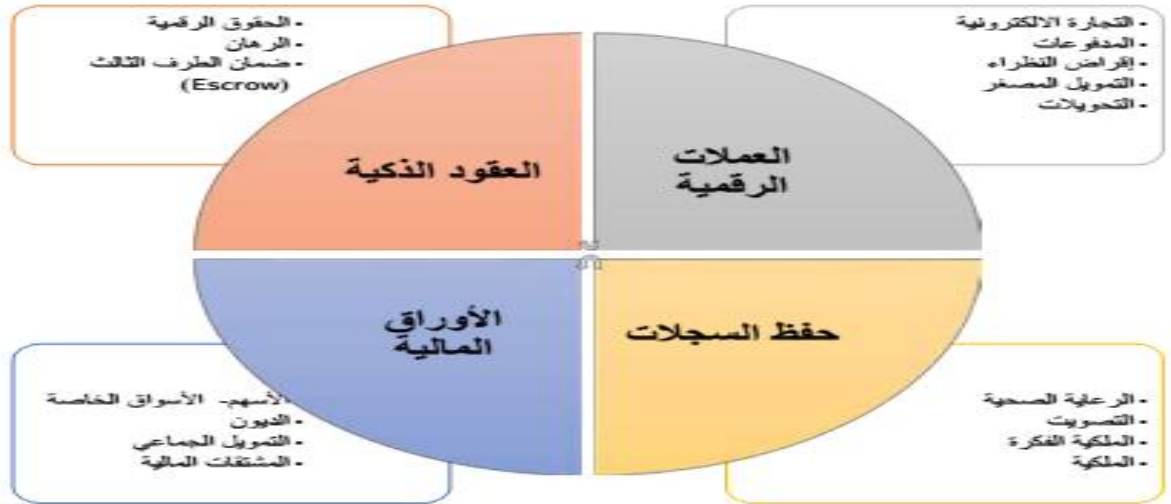 • التجارة الالكترونية
• المدفوعات
• إقراض النظراء
• التمويل المصغر
• التحويلات
العملات
الرقمية
• الحقوق الرقمية
• الرهان
• ضمان الطرف الثالث
(Escrow)
العقود الذكية
حفظ السجلات
• الرعاية الصحية
• التصويت
• الملكية الفكرة
• الملكية
الأوراق
المالية
الأسهم- الأسواق الخاصة
• الديون
• التمويل الجماعي
• المشتقات المالية